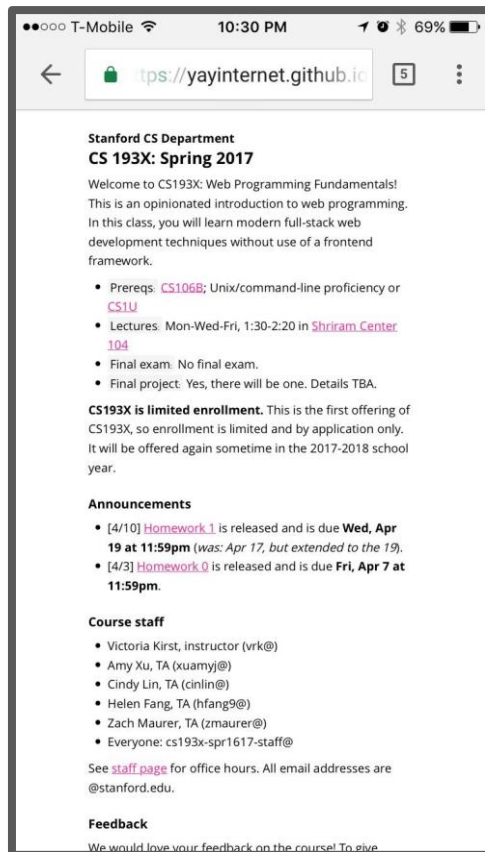 T-Mobile 10:30 PM 69%
tps://yayinternet.github.io 5
Stanford CS Department
CS 193X: Spring 2017
Welcome to CS193X: Web Programming Fundamentals!
This is an opinionated introduction to web programming.
In this class, you will learn modern full-stack web
development techniques without use of a frontend
framework.
• Prereqs: CS106B; Unix/command-line proficiency or
CS1U
• Lectures: Mon-Wed-Fri, 1:30-2:20 in Shriram Center
104
• Final exam: No final exam.
• Final project: Yes, there will be one. Details TBA.
CS193X is limited enrollment. This is the first offering of
CS193X, so enrollment is limited and by application only.
It will be offered again sometime in the 2017-2018 school
year.
Announcements
• [4/10] Homework 1 is released and is due Wed, Apr
19 at 11:59pm (was: Apr 17, but extended to the 19).
• [4/3] Homework 0 is released and is due Fri, Apr 7 at
11:59pm.
Course staff
• Victoria Kirst, instructor (vrk@)
• Amy Xu, TA (xuamyj@)
• Cindy Lin, TA (cinlin@)
• Helen Fang, TA (hfang9@)
• Zach Maurer, TA (zmaurer@)
• Everyone: cs193x-spr1617-staff@
See staff page for office hours. All email addresses are
@stanford.edu.
Feedback
We would love your feedback on the course! To give